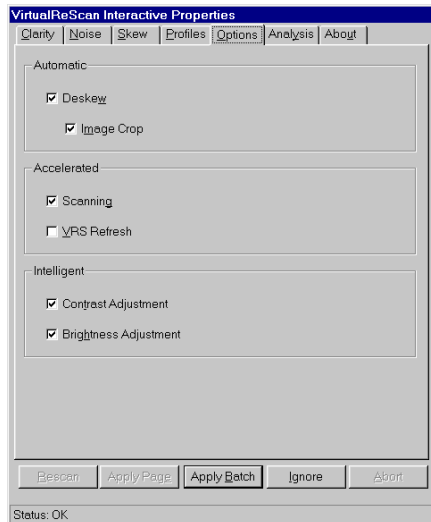 VirtualReScan Interactive Properties
Clarity Noise Skew Profiles Options Analysis About
Automatic
Deskew
Image Crop
Accelerated
Scanning
VRS Refresh
Intelligent
Contrast Adjustment
Brightness Adjustment
Rescan Apply Page Apply Batch Ignore Abort
Status: OK